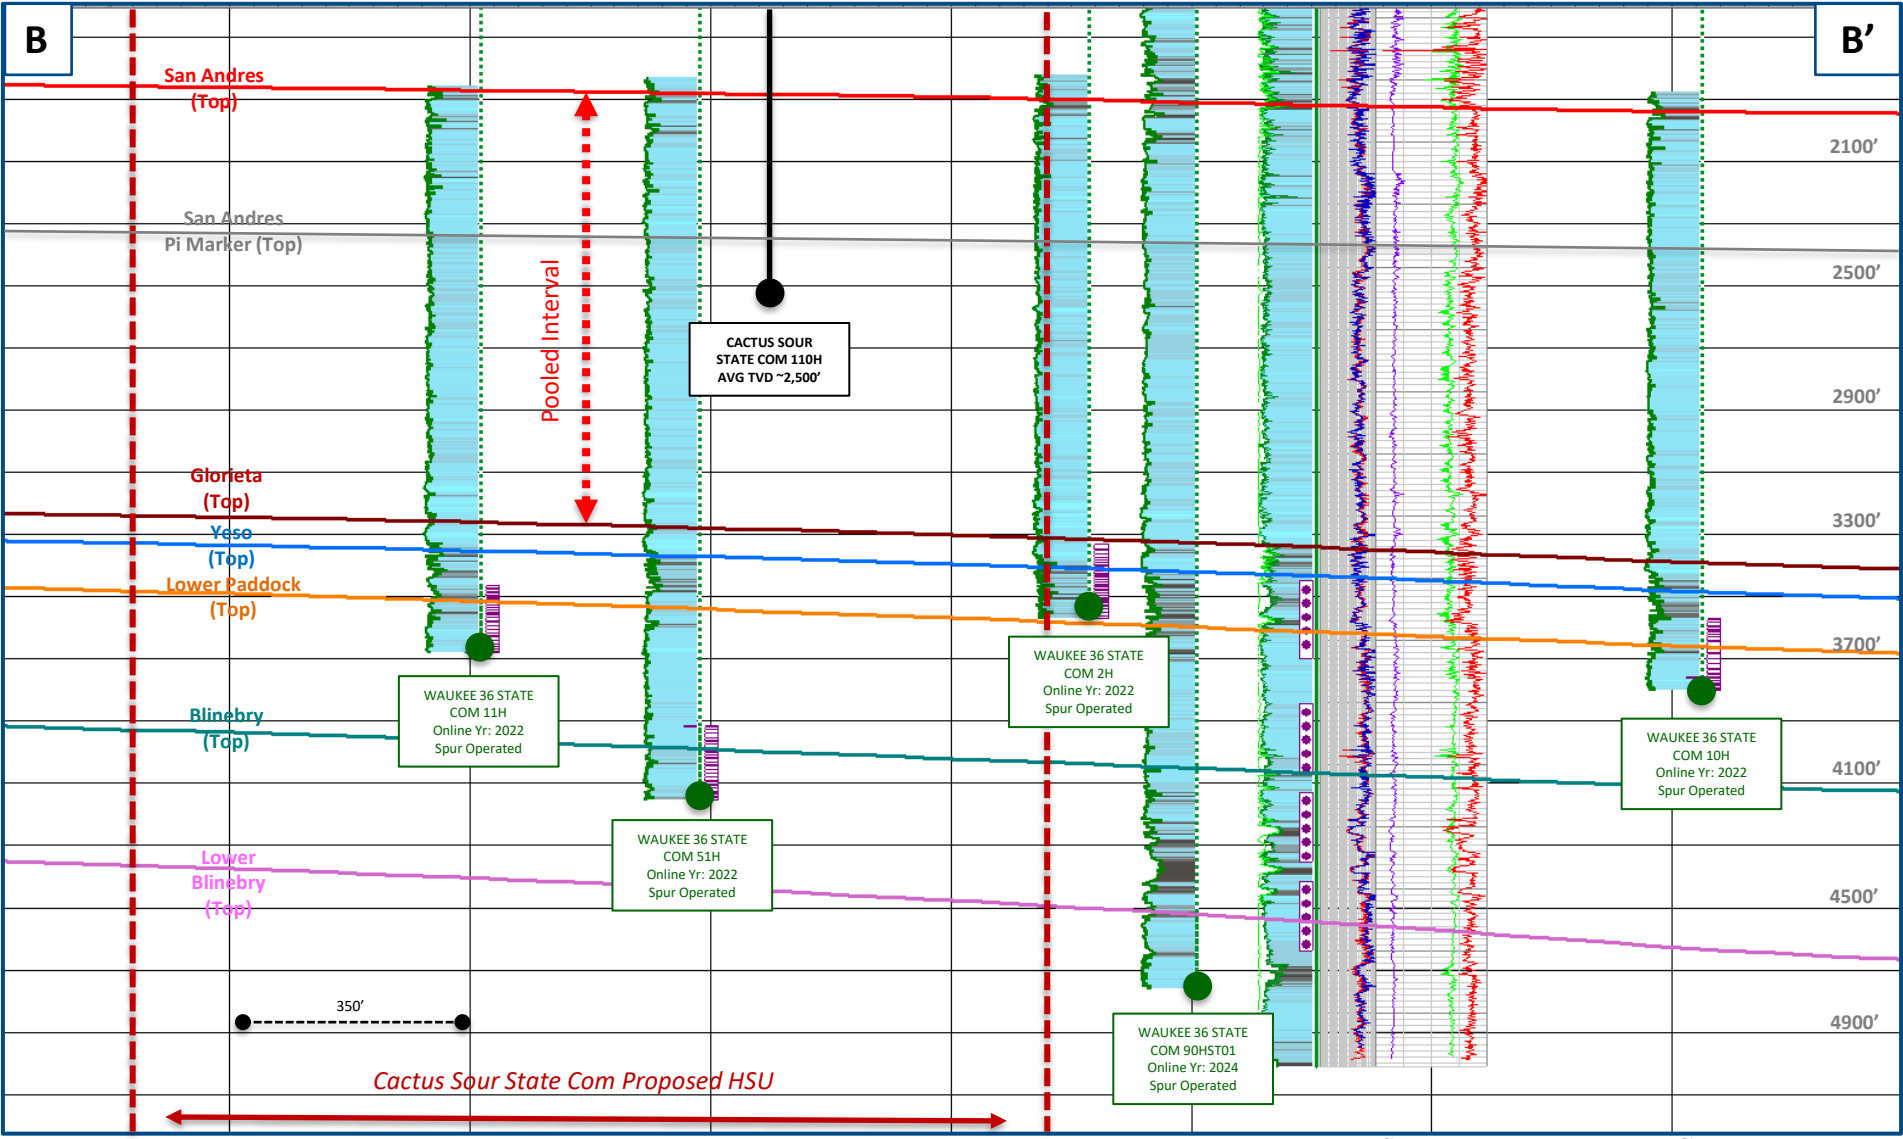 B
B’
San Andres
(Top)
2100’
San Andres
Pi Marker (Top)
2500’
Pooled Interval
CACTUS SOUR
STATE COM 110H
AVG TVD ~2,500’
2900’
Glorieta
(Top)
3300’
Yeso
(Top)
Lower Paddock
(Top)
3700’
WAUKEE 36 STATE
COM 11H
Online Yr: 2022
Spur Operated
WAUKEE 36 STATE
COM 2H
Online Yr: 2022
Spur Operated
WAUKEE 36 STATE
COM 10H
Online Yr: 2022
Spur Operated
Blinebry
(Top)
4100’
WAUKEE 36 STATE
COM 51H
Online Yr: 2022
Spur Operated
Lower
Blinebry
(Top)
4500’
350’
4900’
WAUKEE 36 STATE
COM 90HST01
Online Yr: 2024
Spur Operated
Cactus Sour State Com Proposed HSU